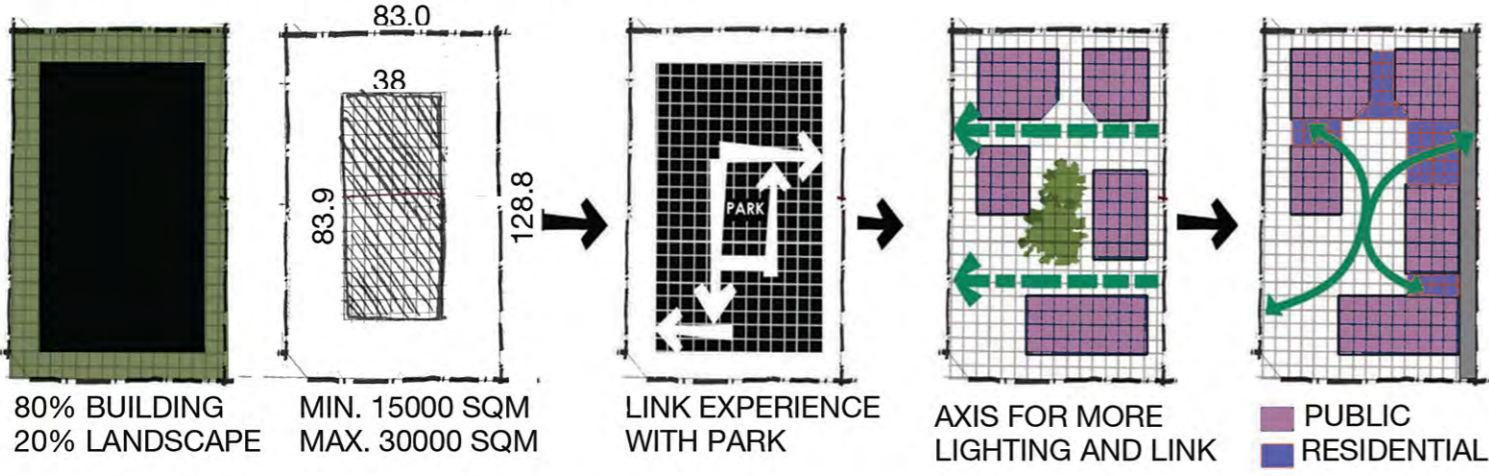 83.0
38
83.9
128.8
PARK
80% BUILDING
20% LANDSCAPE
MIN. 15000 SQM
MAX. 30000 SQM
LINK EXPERIENCE
WITH PARK
AXIS FOR MORE
LIGHTING AND LINK
PUBLIC
RESIDENTIAL